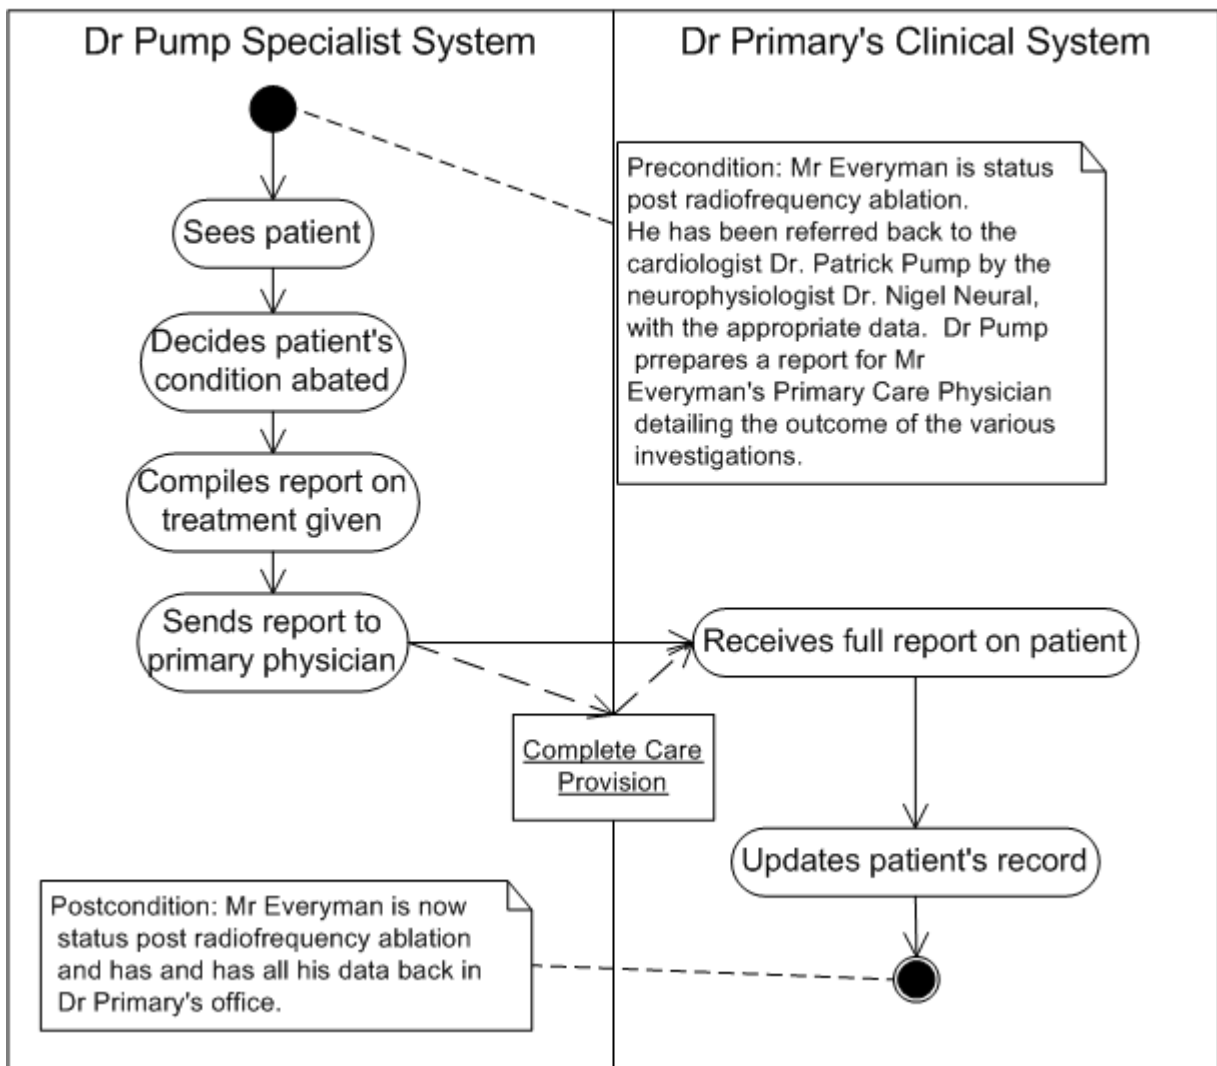 Dr Pump Specialist System
Dr Primary's Clinical System
Precondition: Mr Everyman is status
post radiofrequency ablation.
He has been referred back to the
cardiologist Dr. Patrick Pump by the
neurophysiologist Dr. Nigel Neural,
with the appropriate data.  Dr Pump
prrepares a report for Mr
Everyman's Primary Care Physician
detailing the outcome of the various
investigations.
Sees patient
Decides patient's
condition abated
Compiles report on
treatment given
Sends report to
primary physician
Receives full report on patient
Complete Care
Provision
Updates patient's record
Postcondition: Mr Everyman is now
status post radiofrequency ablation
and has and has all his data back in
Dr Primary's office.